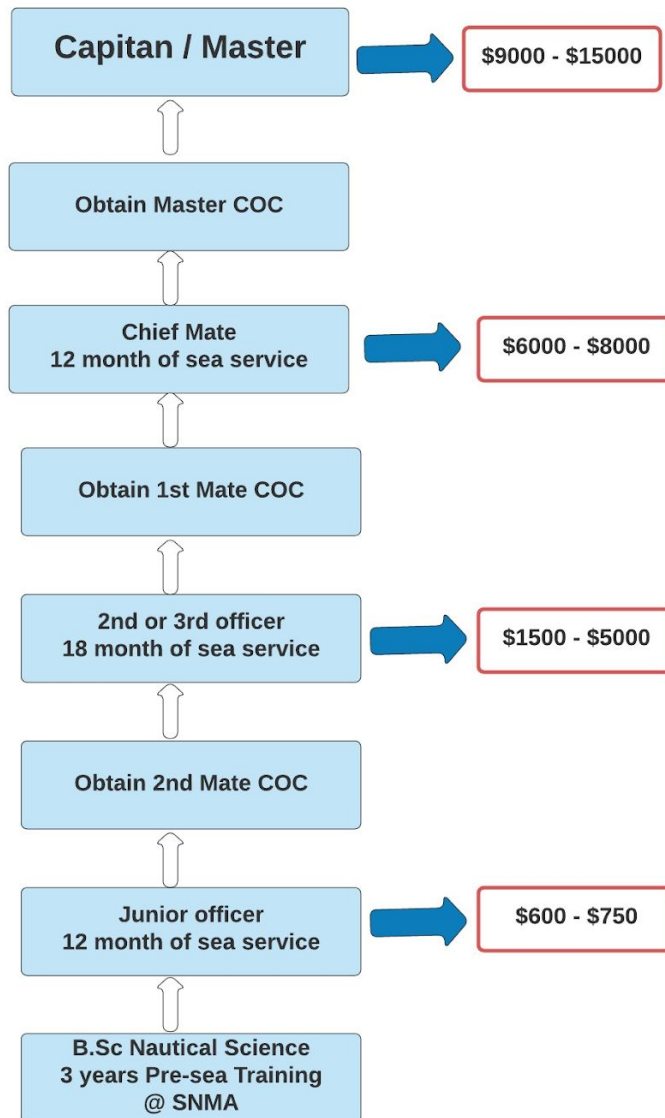 Capitan / Master
$9000 - $15000
Obtain Master COC
Chief Mate
12 month of sea service
$6000 - $8000
Obtain 1st Mate COC
2nd or 3rd officer
18 month of sea service
$1500 - $5000
Obtain 2nd Mate COC
Junior officer
12 month of sea service
$600 - $750
B.Sc Nautical Science
3 years Pre-sea Training
@ SNMA